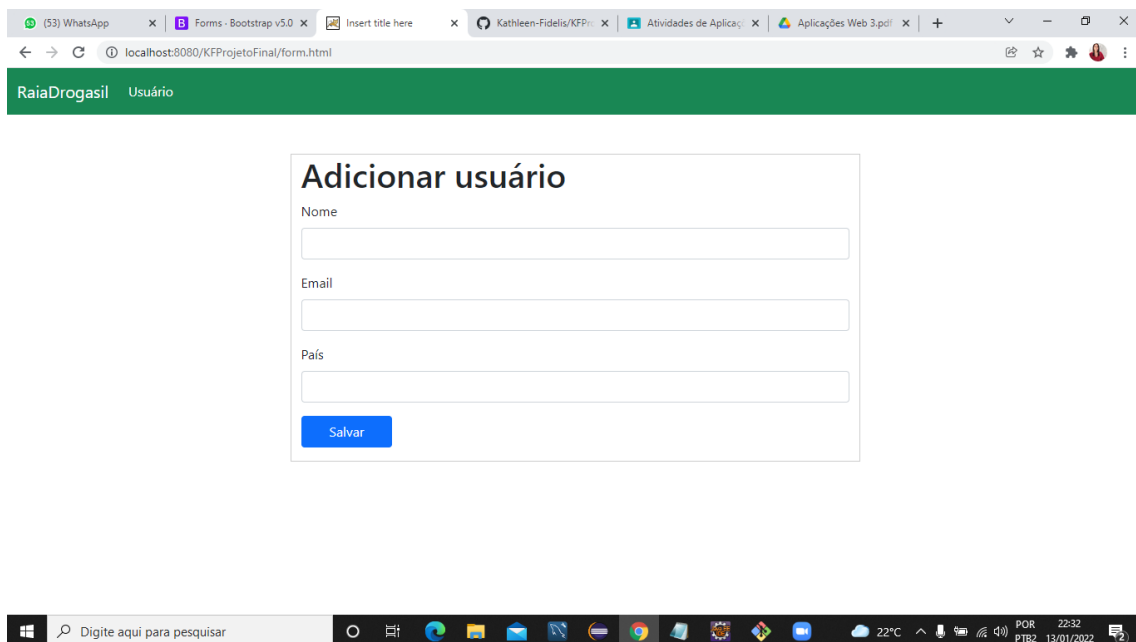 (53) WhatsApp
Forms · Bootstrap v5.0
Insert title here
Kathleen-Fidelis/KFPr
Atividades de Aplicaç
Aplicações Web 3.pdf
localhost:8080/KFProjetoFinal/form.html
RaiaDrogasil Usuário
Adicionar usuário
Nome
Email
País
Salvar
Digite aqui para pesquisar
22°C
POR
PTB2
22:32
13/01/2022
2